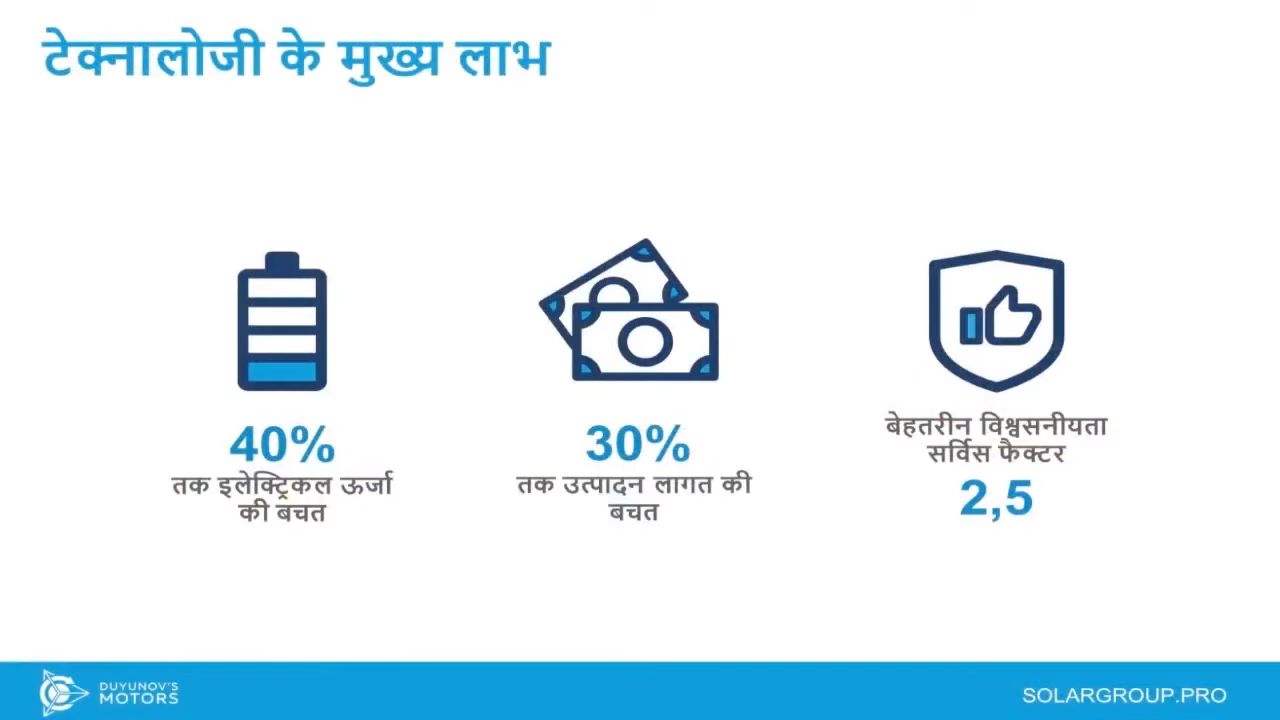 टेक्नालोजी के मुख्य लाभ
40%
तक इलेक्ट्रिकल ऊर्जा
की बचत
30%
तक उत्पादन लागत की
बचत
बेहतरीन विश्वसनीयता
सर्विस फैक्टर
2,5
DUYUNOV'S
MOTORS
SOLARGROUP.PRO